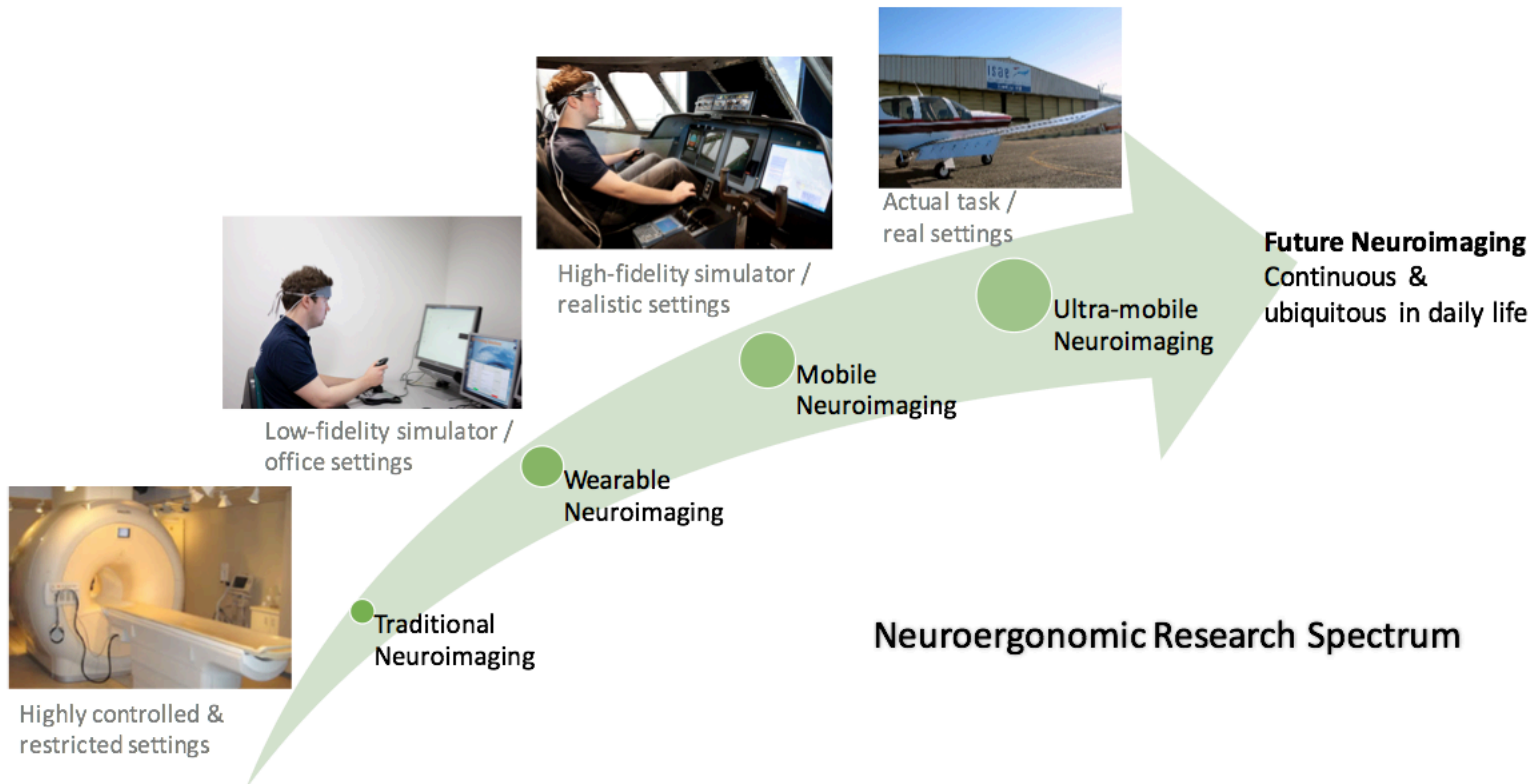 isae
Actual task /
real settings
High-fidelity simulator /
realistic settings
Future Neuroimaging
Continuous &
ubiquitous in daily life
Ultra-mobile
Neuroimaging
Mobile
Neuroimaging
Low-fidelity simulator /
office settings
Wearable
Neuroimaging
Traditional
Neuroimaging
Neuroergonomic Research Spectrum
Highly controlled &
restricted settings